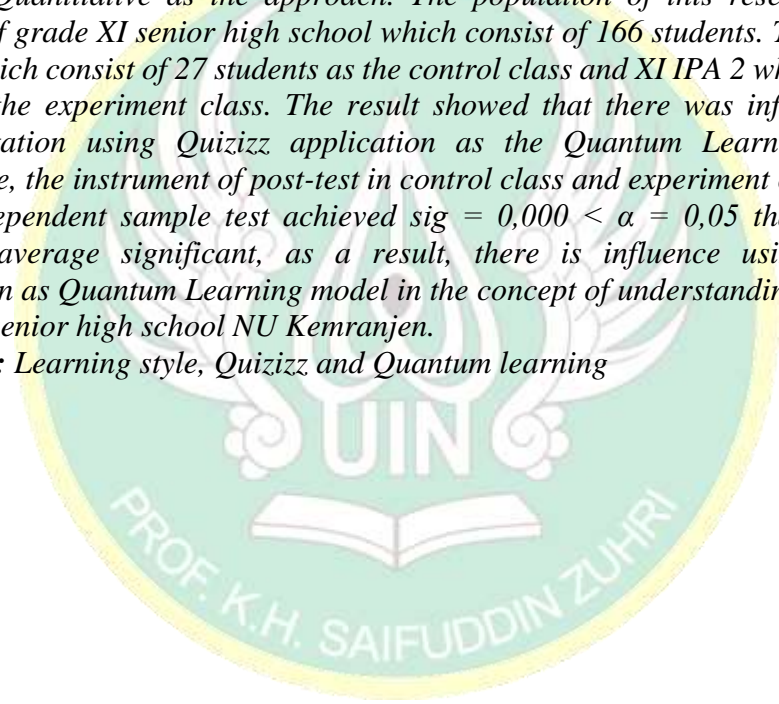 Quantitative as the approach. The population of this rese
f grade XI senior high school which consist of 166 students. T
ich consist of 27 students as the control class and XI IPA 2 wh
the experiment class. The result showed that there was inf
ation using Quizizz application as the Quantum Learn
e, the instrument of post-test in control class and experiment
ependent sample test achieved sig = 0,000 < α = 0,05 th
average significant, as a result, there is influence usi
n as Quantum Learning model in the concept of understandin
enior high school NU Kemranjen.
: Learning style, Quizizz and Quantum learning
UIN
PROF. K.H. SAIFUDDIN ZUHRI